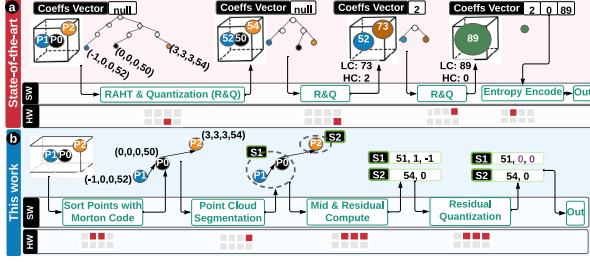 a Coeffs Vector null
Coeffs Vector null
Coeffs Vector 2
Coeffs Vector 2 0 89
State-of-the-art
P1 P0 P2
(-1,0,0,52)
(0,0,0,50)
(3,3,3,54)
52 50 54
52 73
LC: 73
HC: 2
89
LC: 89
HC: 0
SW
RAHT & Quantization (R&Q)
R&Q
R&Q
Entropy Encode
Out
HW
b
This work
P1 P0 P2
(-1,0,0,52)
(0,0,0,50)
(3,3,3,54)
P1
P0
P2
S1
S2
P1
P0
P2
S1 51, 1, -1
S2 54, 0
S1 51, 0, 0
S2 54, 0
SW
Sort Points with
Morton Code
Point Cloud
Segmentation
Mid & Residual
Compute
Residual
Quantization
Out
HW